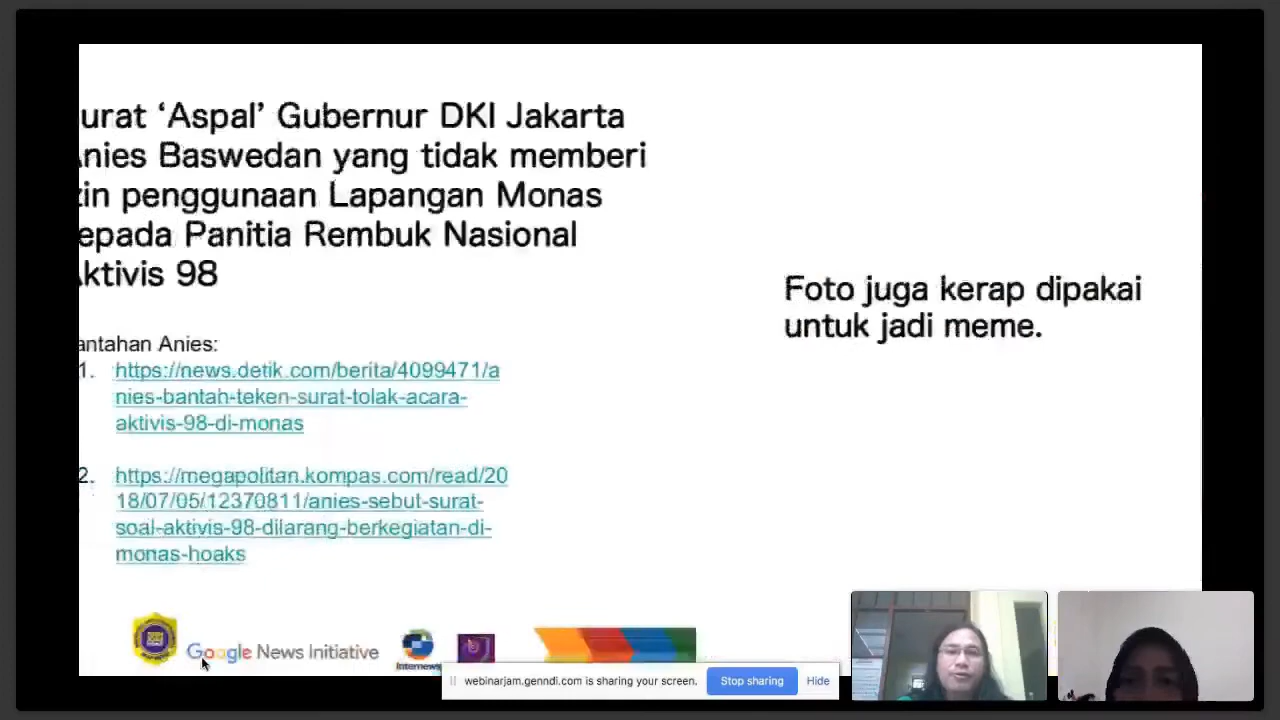 urat ‘Aspal’ Gubernur DKI Jakarta
Anies Baswedan yang tidak memberi
zin penggunaan Lapangan Monas
epada Panitia Rembuk Nasional
Aktivis 98
antahan Anies:
1. https://news.detik.com/berita/4099471/a
nies-bantah-teken-surat-tolak-acara-
aktivis-98-di-monas
2. https://megapolitan.kompas.com/read/20
18/07/05/12370811/anies-sebut-surat-
soal-aktivis-98-dilarang-berkegiatan-di-
monas-hoaks
Foto juga kerap dipakai
untuk jadi meme.
Google News Initiative
Internews
webinarjam.genndi.com is sharing your screen.
Stop sharing
Hide